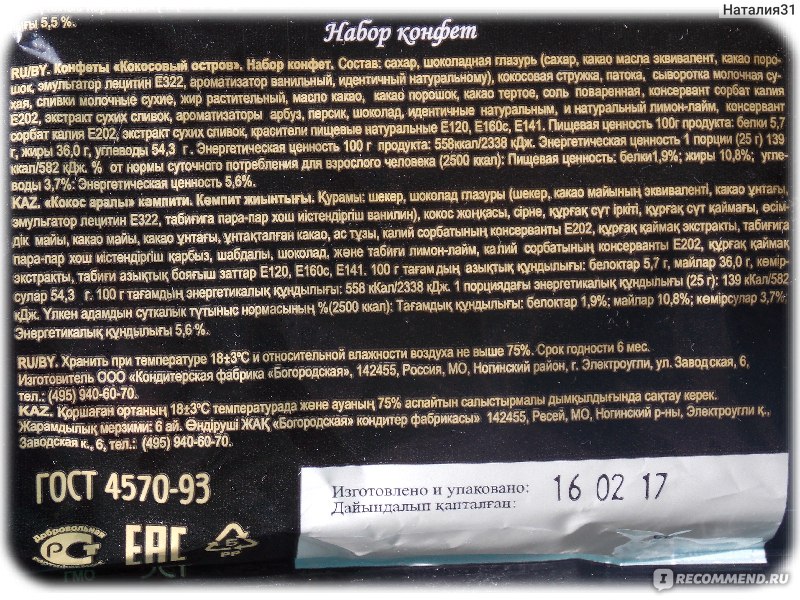 Наталия31
гы 5,5 %.
Набор конфет
RU/BY. Конфеты «Кокосовый остров». Набор конфет. Состав: сахар, шоколадная глазурь (сахар, какао масла эквивалент, какао поро-
шок, эмульгатор лецитин Е322, ароматизатор ванильный, идентичный натуральному), кокосовая стружка, патока, сыворотка молочная су-
хая, сливки молочные сухие, жир растительный, масло какао, какао порошок, какао тертое, соль поваренная, консервант сорбат калия
Е202, экстракт сухих сливок, ароматизаторы арбуз, персик, шоколад, идентичные натуральным, и натуральный лимон-лайм, консервант
сорбат калия Е202, экстракт сухих сливок, красители пищевые натуральные Е120, Е160с, Е141. Пищевая ценность 100г продукта: белки 5,7
г, жиры 36,0 г, углеводы 54,3 г. Энергетическая ценность 100 г продукта: 558ккал/2338 кДж. Энергетическая ценность 1 порции (25 г): 139
ккал/582 кДж. % от нормы суточного потребления для взрослого человека (2500 ккал): Пищевая ценность: белки1,9%; жиры 10,8%; угле-
воды 3,7%: Энергетическая ценность 5,6%.
KAZ. «Кокос аралы» кәмпиті. Кәмпит жиынтығы. Құрамы: шекер, шоколад глазуры (шекер, какао майының эквиваленті, какао ұнтағы,
эмульгатор лецитин Е322, табиғига пара-пар хош иістендіргіш ванилин), кокос жоңқасы, сірне, құрғақ сүт іркіті, құрғақ сүт қаймағы, өсім-
дік майы, какао майы, какао ұнтағы, ұнтақталған какао, ас тұзы, калий сорбатының консерванты Е202, құрғақ қаймақ экстракты, табиғиға
пара-пар хош иістендіргіш қарбыз, шабдалы, шоколад, және табиғи лимон-лайм, калий сорбатының консерванты Е202, құрғақ қаймақ
экстракты, табиғи азықтық бояғыш заттар Е120, Е160с, Е141. 100 г тағамдың азықтық құндылығы: белоктар 5,7 г, майлар 36,0 г, көмір-
сулар 54,3 г. 100 г тағамдың энергетикалық құндылығы: 558 кКал/2338 кДж. 1 порциядағы энергетикалық құндылығы (25 г): 139 кКал/582
кДж. Үлкен адамдын суткалық тұтыныс нормасының %(2500 ккал): Тағамдық құндылығы: белоктар 1,9%; майлар 10,8%; көмірсулар 3,7%.
Энергетикалық құндылығы 5,6 %.
RU/BY. Хранить при температуре 18±3°С и относительной влажности воздуха не выше 75%. Срок годности 6 мес.
Изготовитель ООО «Кондитерская фабрика «Богородская», 142455, Россия, МО, Ногинский район, г. Электроугли, ул. Заводская, 6,
тел.: (495) 940-60-70.
KAZ. Қоршаған ортаның 18±3°С температурада және ауаның 75% аспайтын салыстырмалы дымқылдығында сақтау керек.
Жарамдылық мерзими: 6 ай. Өндіруші ЖАҚ «Богородская» кондитер фабрикасы» 142455, Ресей, МО, Ногинский р-ны, Электроугли қ.,
Заводская к., 6, тел.: (495) 940-60-70.
ГОСТ 4570-93
Изготовлено и упаковано: 16 02 17
Дайындалып қапталған:
Добровольная
РСТ
ЕАС
5
PP
I RECOMMEND.RU